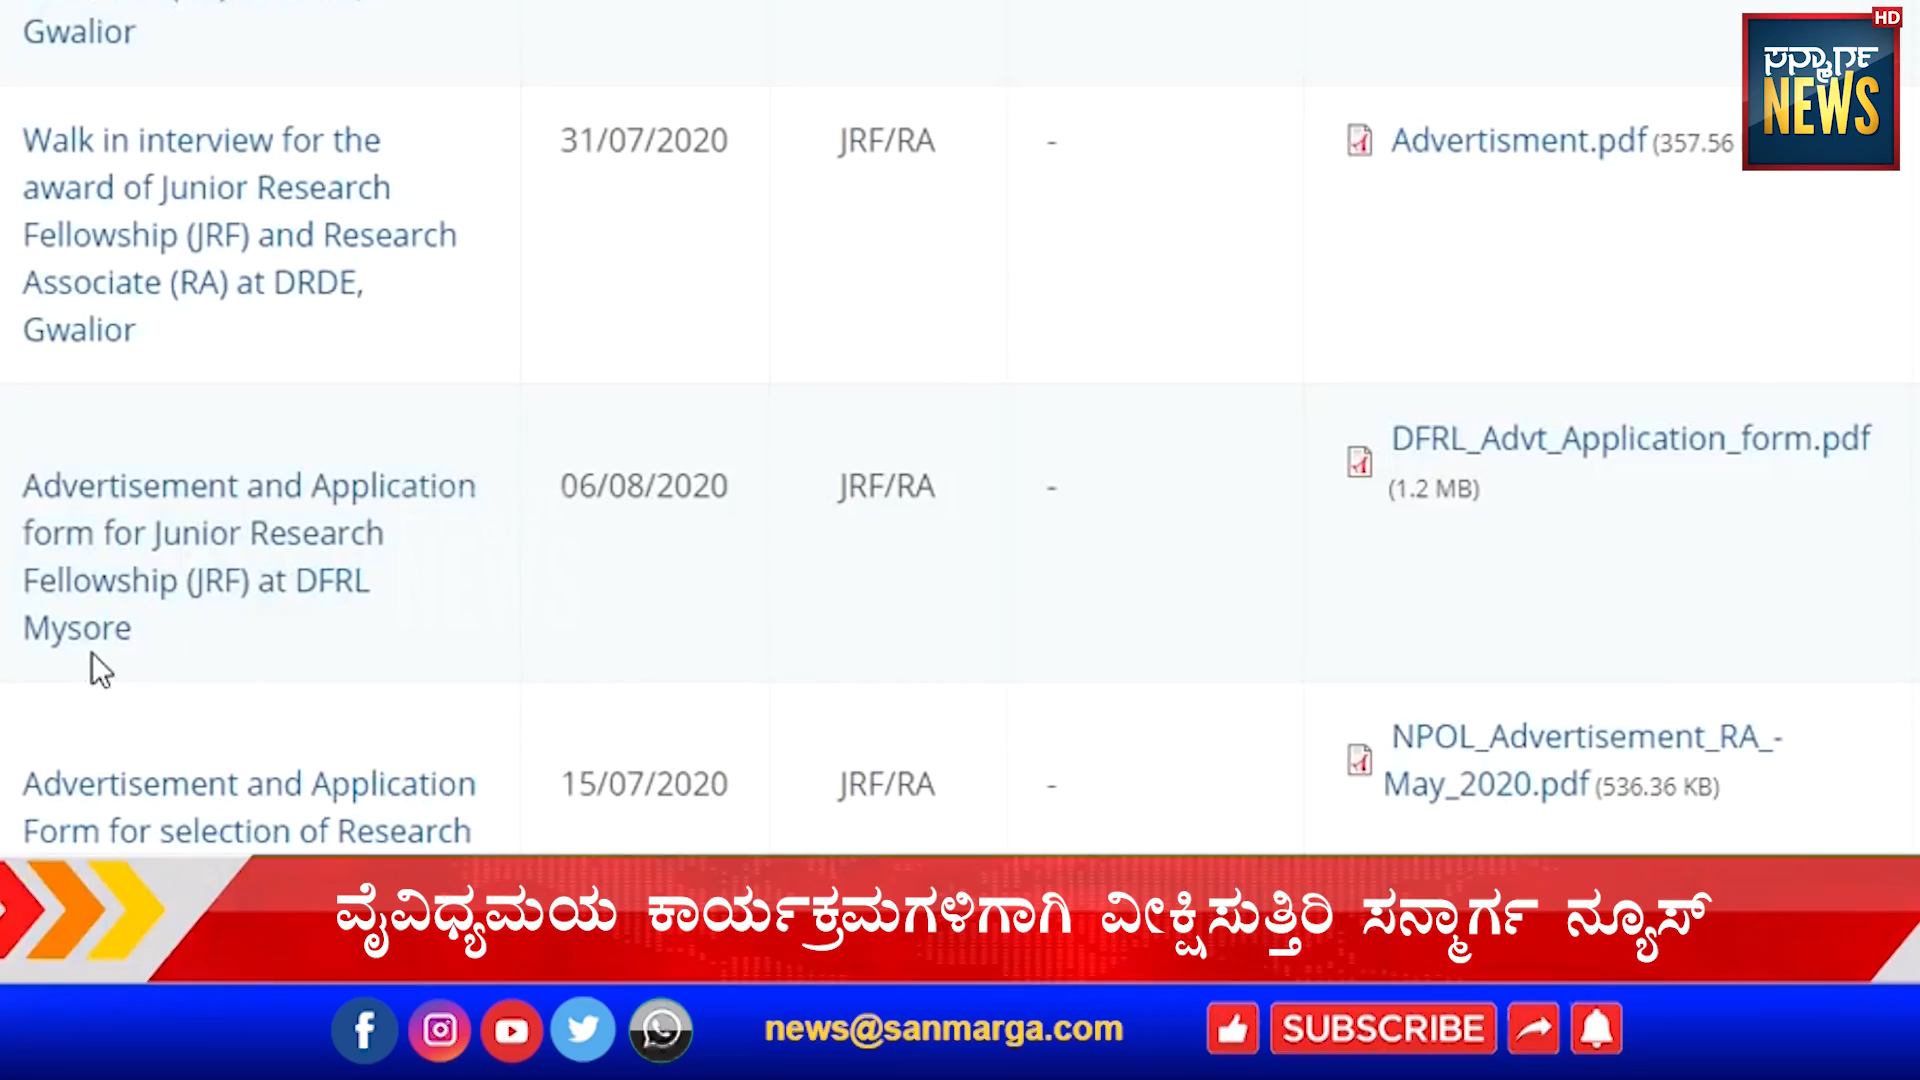 Gwalior
HD
ಸನ್ಮಾರ್ಗ
NEWS
Walk in interview for the
award of Junior Research
Fellowship (JRF) and Research
Associate (RA) at DRDE,
Gwalior
31/07/2020
JRF/RA
-
Advertisment.pdf (357.56
Advertisement and Application
form for Junior Research
Fellowship (JRF) at DFRL
Mysore
06/08/2020
JRF/RA
-
DFRL_Advt_Application_form.pdf
(1.2 MB)
Advertisement and Application
Form for selection of Research
15/07/2020
JRF/RA
-
NPOL_Advertisement_RA_-
May_2020.pdf (536.36 KB)
ವೈವಿಧ್ಯಮಯ ಕಾರ್ಯಕ್ರಮಗಳಿಗಾಗಿ ವೀಕ್ಷಿಸುತ್ತಿರಿ ಸನ್ಮಾರ್ಗ ನ್ಯೂಸ್
news@sanmarga.com
SUBSCRIBE